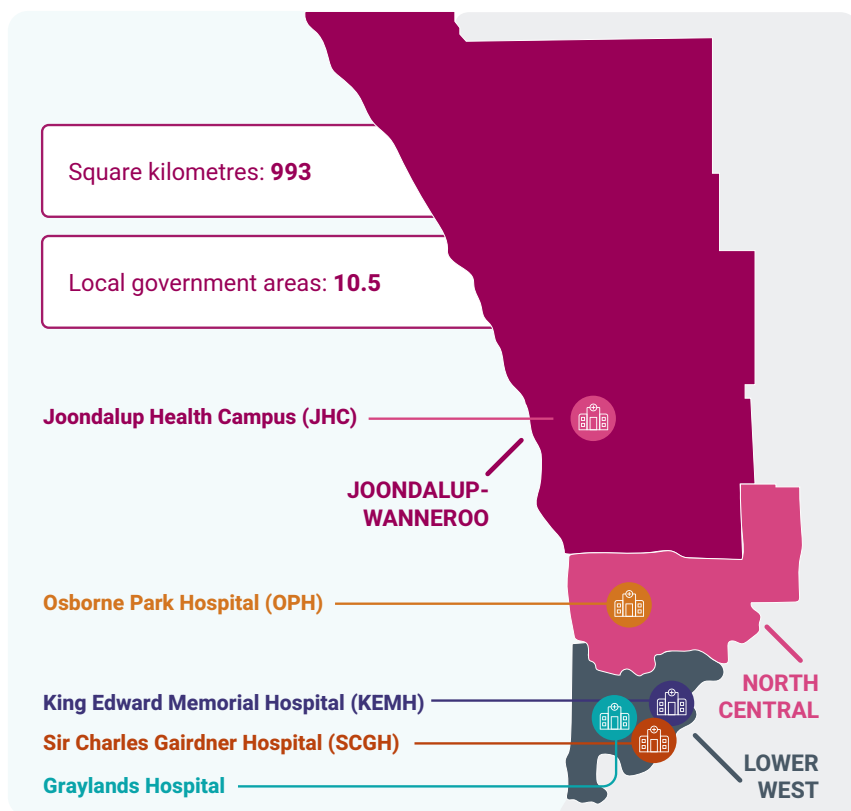 Square kilometres: 993
Local government areas: 10.5
Joondalup Health Campus (JHC)
JOONDALUP-
WANNEROO
Osborne Park Hospital (OPH)
NORTH
CENTRAL
King Edward Memorial Hospital (KEMH)
Sir Charles Gairdner Hospital (SCGH)
LOWER
WEST
Graylands Hospital